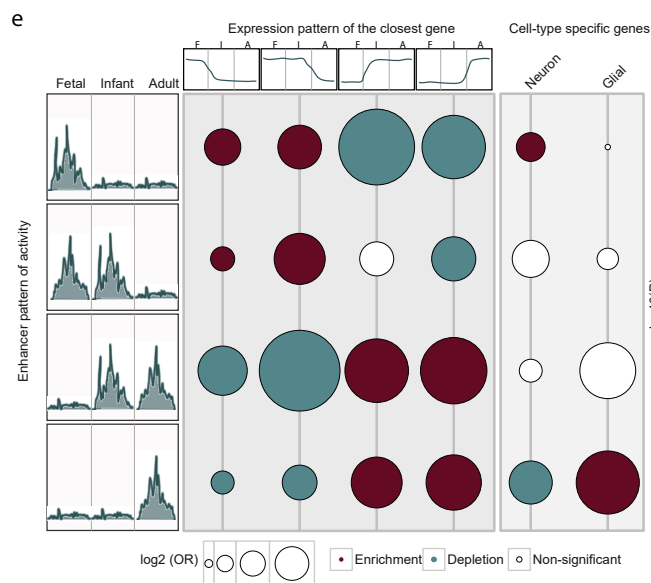 e
Expression pattern of the closest gene
Cell-type specific genes
F I A F I A F I A F I A
Neuron
Glial
Fetal Infant Adult
Enhancer pattern of activity
log2 (OR)
Enrichment
Depletion
Non-significant